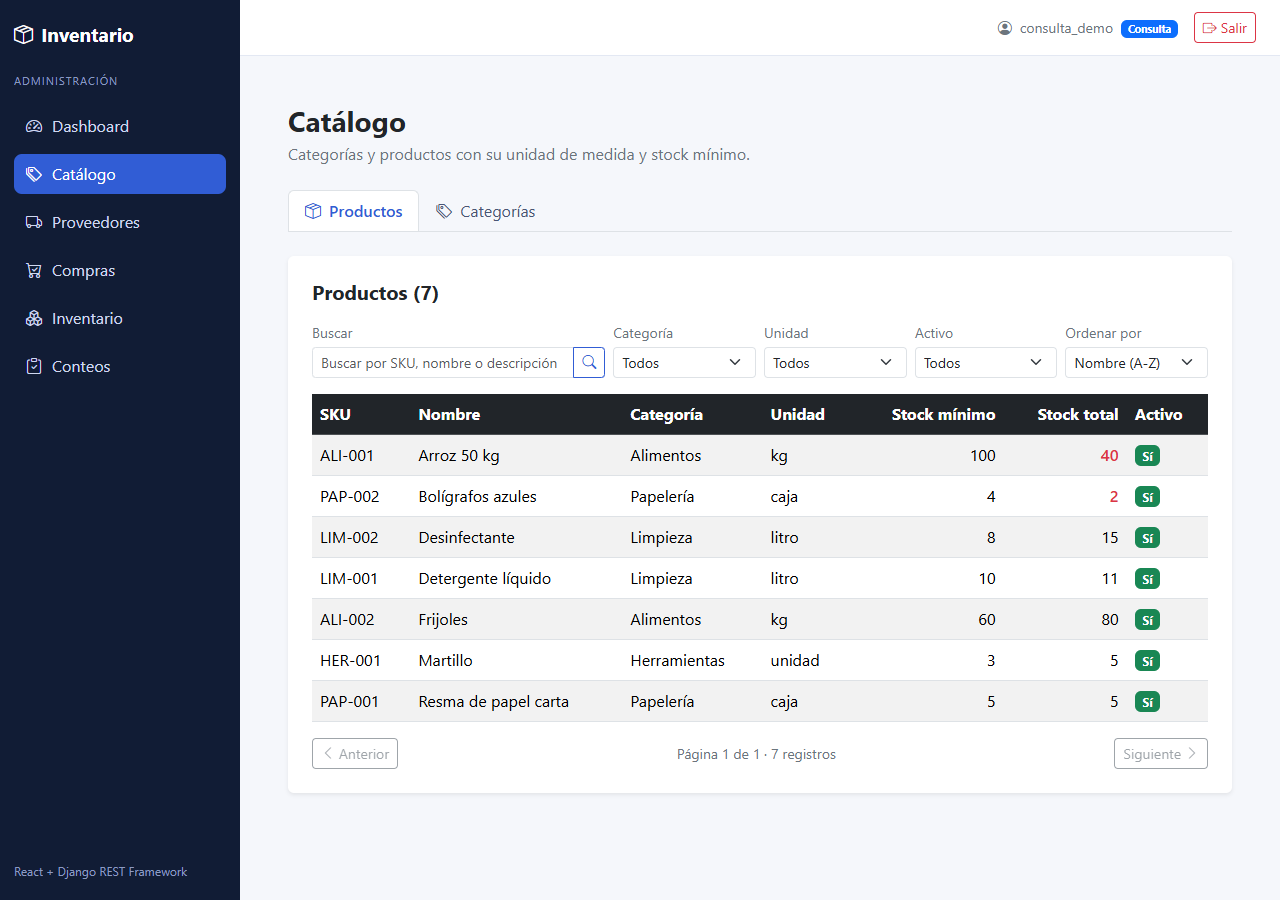 Inventario
ADMINISTRACIÓN
Dashboard
Catálogo
Proveedores
Compras
Inventario
Conteos
React + Django REST Framework
consulta_demo Consulta Salir
Catálogo
Categorías y productos con su unidad de medida y stock mínimo.
Productos Categorías
Productos (7)
Buscar Categoría Unidad Activo Ordenar por
Buscar por SKU, nombre o descripción Todos Todos Todos Nombre (A-Z)
SKU Nombre Categoría Unidad Stock mínimo Stock total Activo
ALI-001 Arroz 50 kg Alimentos kg 100 40 Sí
PAP-002 Bolígrafos azules Papelería caja 4 2 Sí
LIM-002 Desinfectante Limpieza litro 8 15 Sí
LIM-001 Detergente líquido Limpieza litro 10 11 Sí
ALI-002 Frijoles Alimentos kg 60 80 Sí
HER-001 Martillo Herramientas unidad 3 5 Sí
PAP-001 Resma de papel carta Papelería caja 5 5 Sí
Anterior Página 1 de 1 · 7 registros Siguiente